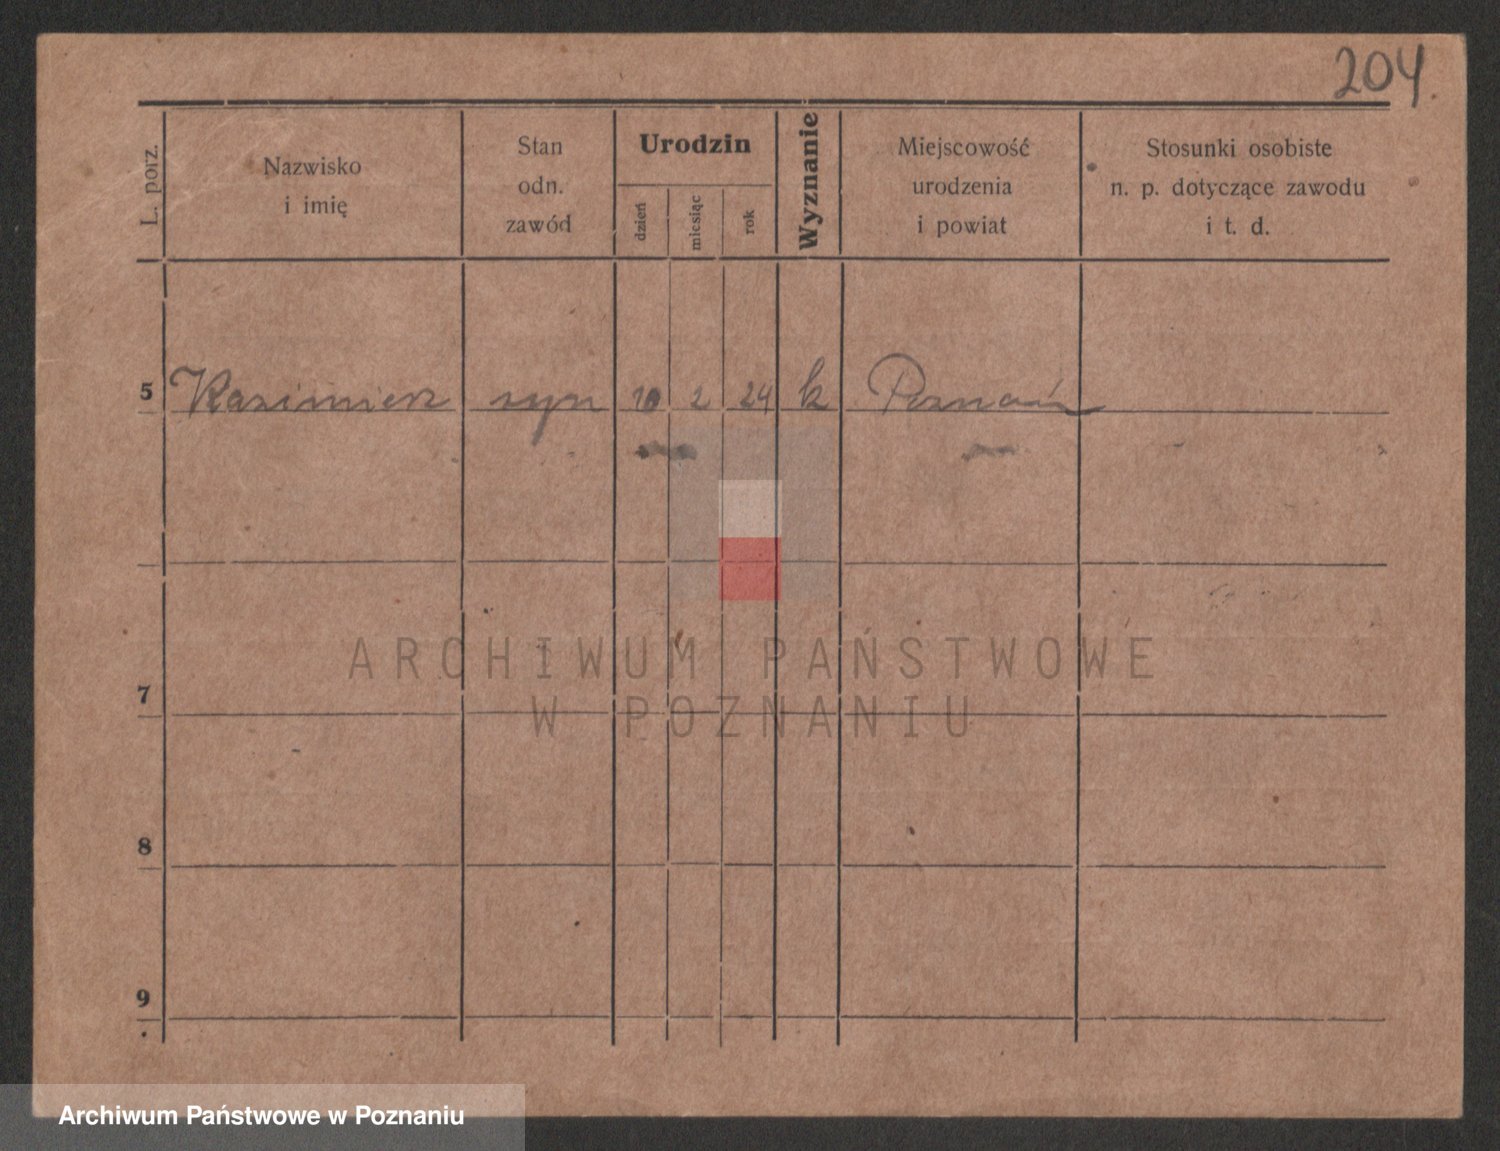 204
L. porz.
Nazwisko
i imię
Stan
odn.
zawód
Urodzin
dzień
miesiąc
rok
Wyznanie
Miejscowość
urodzenia
i powiat
Stosunki osobiste
n. p. dotyczące zawodu
i t. d.
5 Kazimierz syn 10 2 24 k Poznań
7
8
9
ARCHIWUM PAŃSTWOWE
W POZNANIU
Archiwum Państwowe w Poznaniu